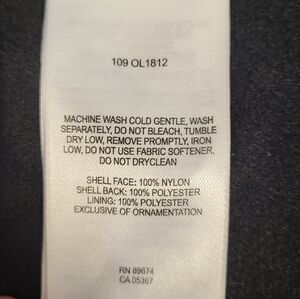 109 OL1812
MACHINE WASH COLD GENTLE, WASH
SEPARATELY, DO NOT BLEACH, TUMBLE
DRY LOW, REMOVE PROMPTLY, IRON
LOW, DO NOT USE FABRIC SOFTENER,
DO NOT DRYCLEAN
SHELL FACE: 100% NYLON
SHELL BACK: 100% POLYESTER
LINING: 100% POLYESTER
EXCLUSIVE OF ORNAMENTATION
RN 89674
CA 05367